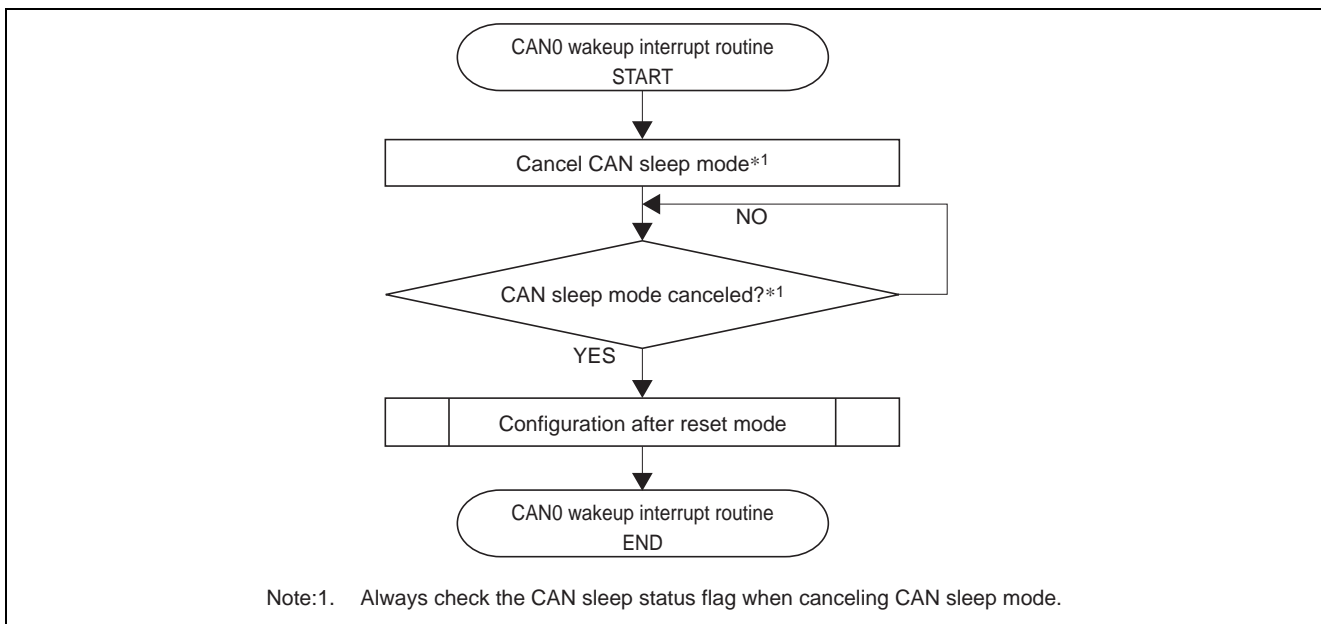 CAN0 wakeup interrupt routine
START
Cancel CAN sleep mode*1
NO
CAN sleep mode canceled?*1
YES
Configuration after reset mode
CAN0 wakeup interrupt routine
END
Note:1. Always check the CAN sleep status flag when canceling CAN sleep mode.